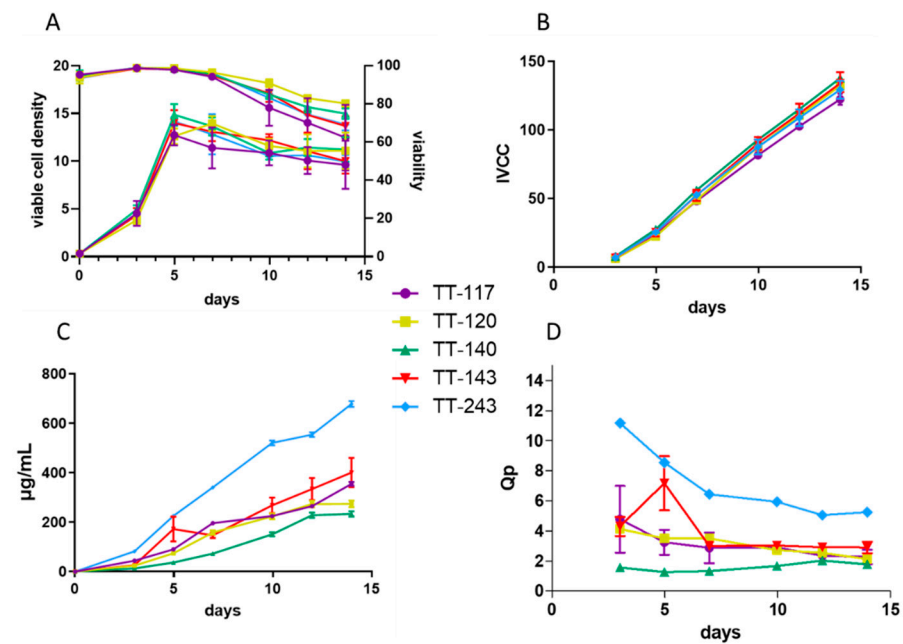 A
20
15
10
5
0
viable cell density
100
80
60
40
20
0
viability
0
5
10
15
days
B
150
100
50
0
IVCC
0
5
10
15
days
TT-117
TT-120
TT-140
TT-143
TT-243
C
800
600
400
200
0
µg/mL
0
5
10
15
days
D
14
12
10
8
6
4
2
0
Qp
0
5
10
15
days